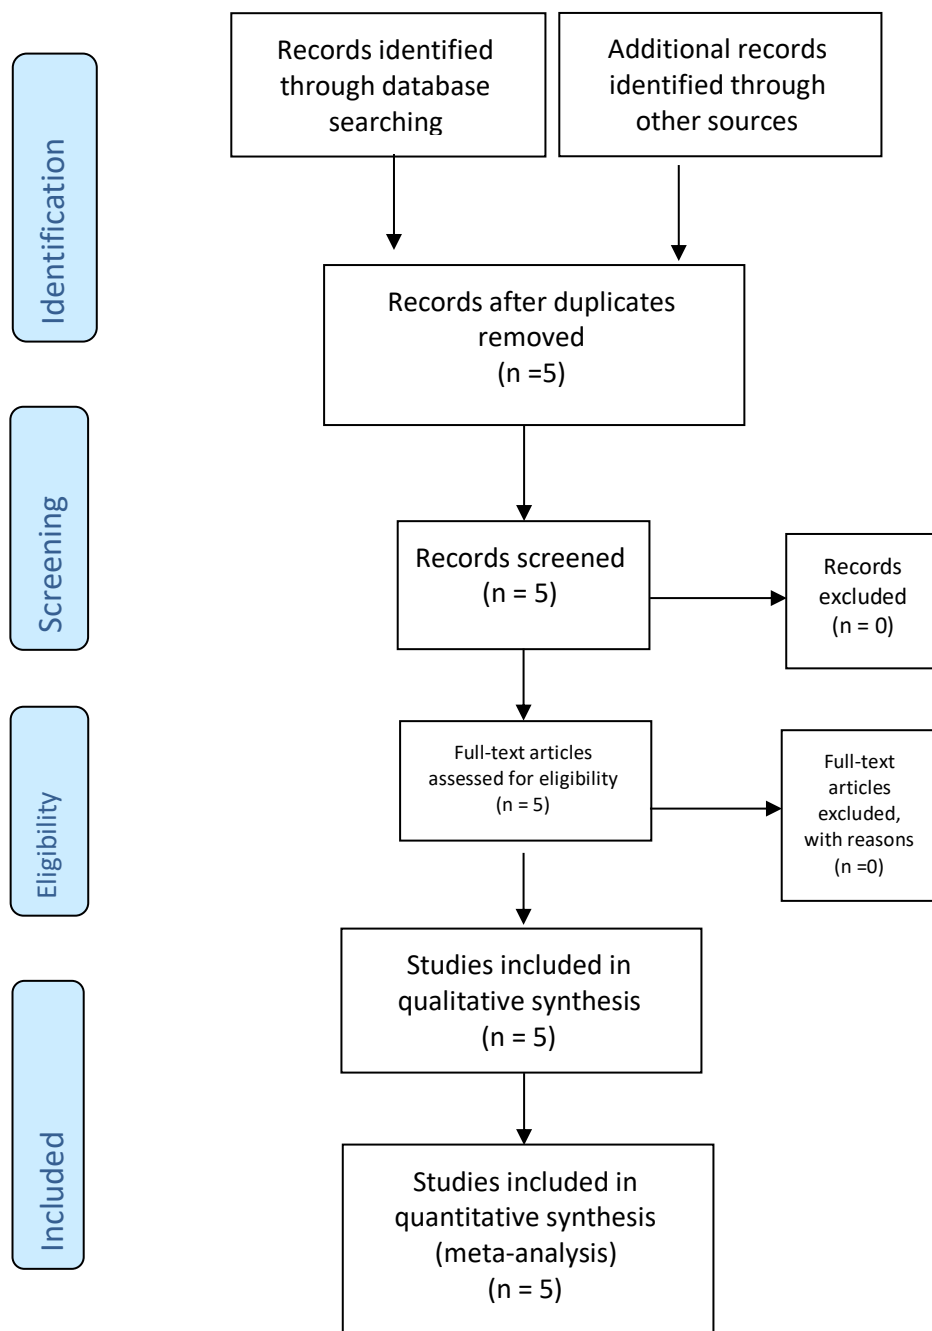 Records identified
through database
searching
Additional records
identified through
other sources
Identification
Records after duplicates
removed
(n =5)
Screening
Records screened
(n = 5)
Records
excluded
(n = 0)
Eligibility
Full-text articles
assessed for eligibility
(n = 5)
Full-text
articles
excluded,
with reasons
(n =0)
Included
Studies included in
qualitative synthesis
(n = 5)
Studies included in
quantitative synthesis
(meta-analysis)
(n = 5)